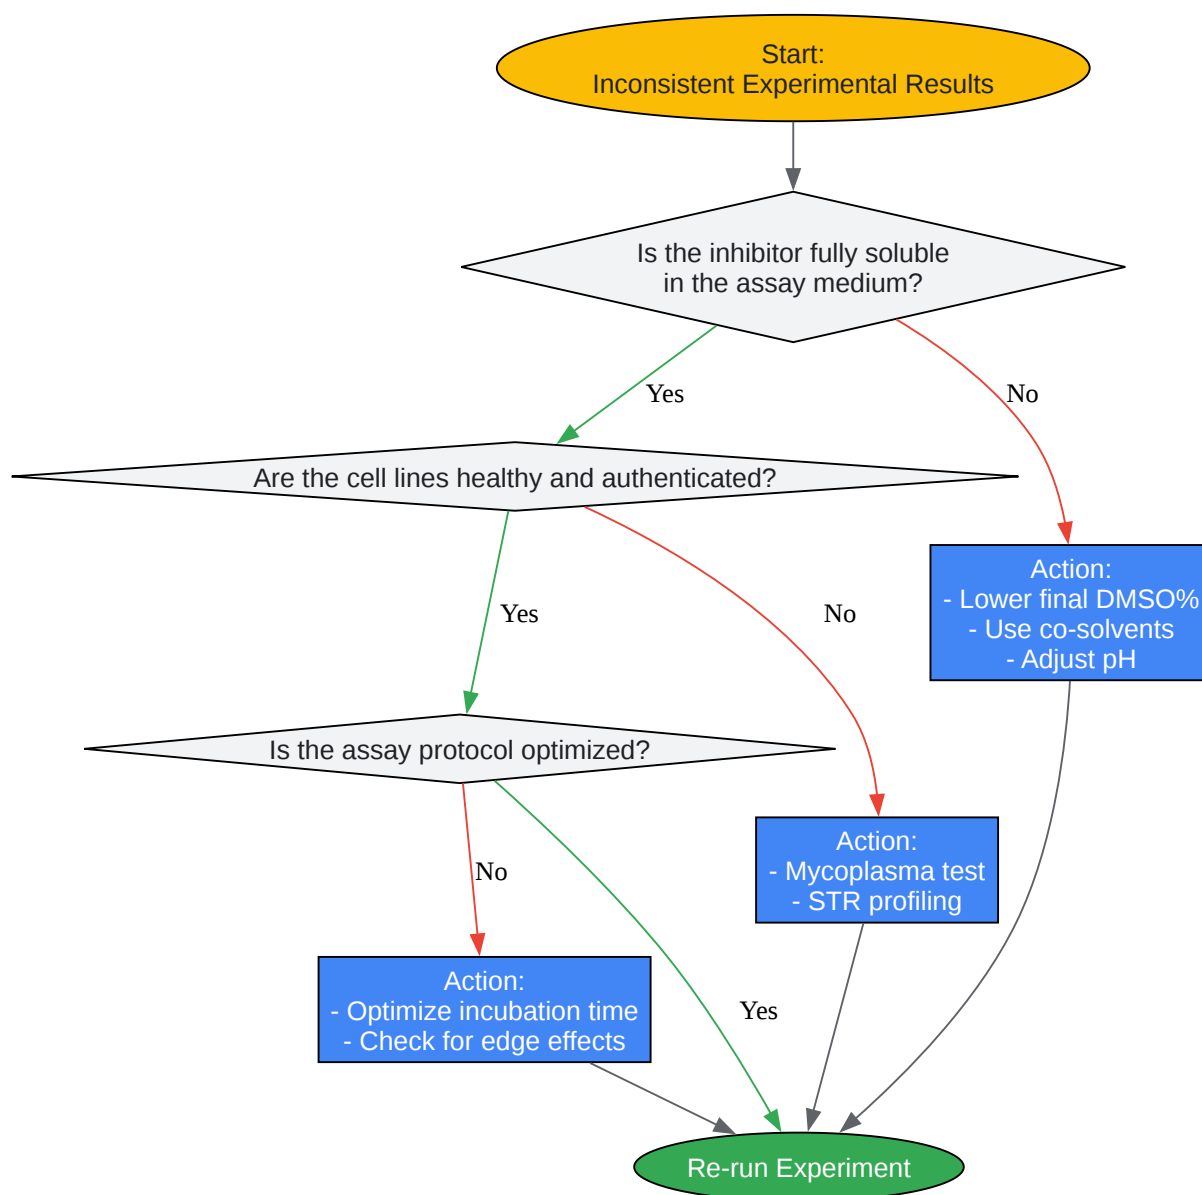 Start:
Inconsistent Experimental Results
Is the inhibitor fully soluble
in the assay medium?
Yes
No
Are the cell lines healthy and authenticated?
Action:
- Lower final DMSO%
- Use co-solvents
- Adjust pH
Yes
No
Is the assay protocol optimized?
Action:
- Mycoplasma test
- STR profiling
No
Action:
- Optimize incubation time
- Check for edge effects
Yes
Re-run Experiment